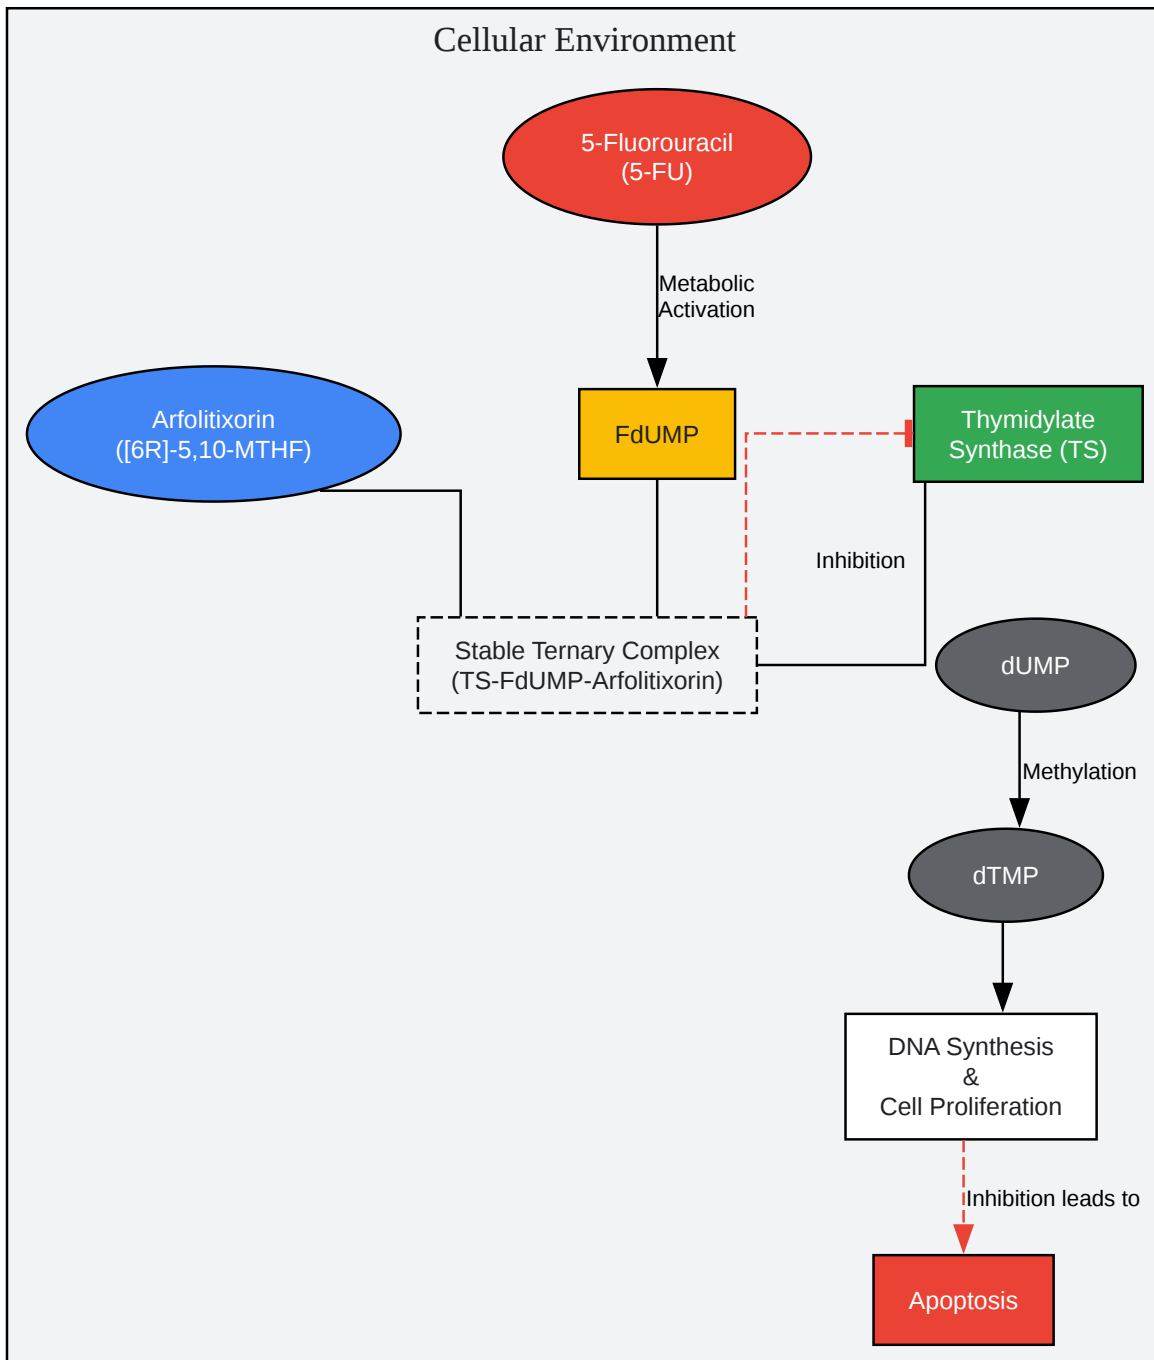 Cellular Environment
5-Fluorouracil
(5-FU)
Metabolic
Activation
Arfolitixorin
([6R]-5,10-MTHF)
FdUMP
Thymidylate
Synthase (TS)
Inhibition
Stable Ternary Complex
(TS-FdUMP-Arfolitixorin)
dUMP
Methylation
dTMP
DNA Synthesis
&
Cell Proliferation
Inhibition leads to
Apoptosis